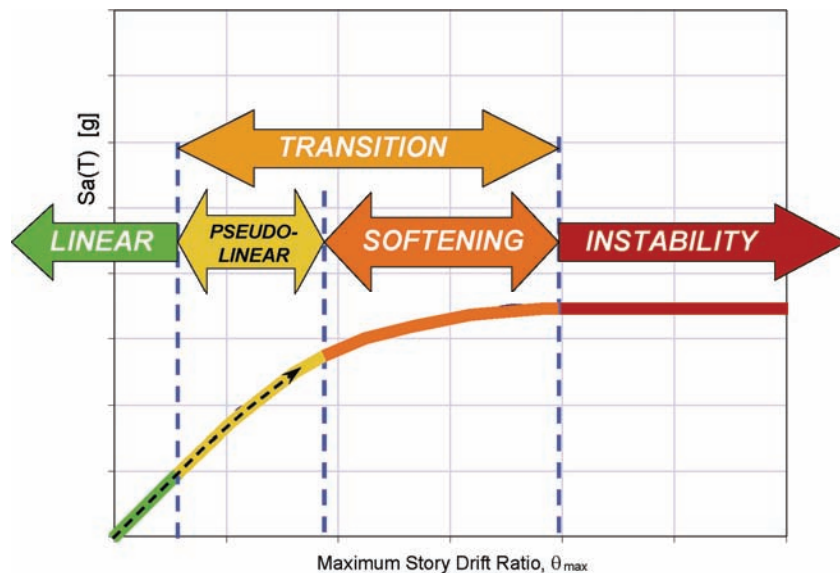 TRANSITION
Sa(T) [g]
LINEAR
PSEUDO-
LINEAR
SOFTENING
INSTABILITY
Maximum Story Drift Ratio, θmax